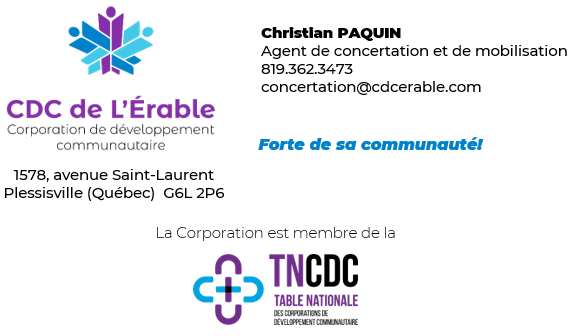 Christian PAQUIN
Agent de concertation et de mobilisation
819.362.3473
concertation@cdcerable.com
CDC de L'Érable
Corporation de développement
communautaire
Forte de sa communauté!
1578, avenue Saint-Laurent
Plessisville (Québec)  G6L 2P6
La Corporation est membre de la
TNCDC
TABLE NATIONALE
DES CORPORATIONS DE
DÉVELOPPEMENT COMMUNAUTAIRE